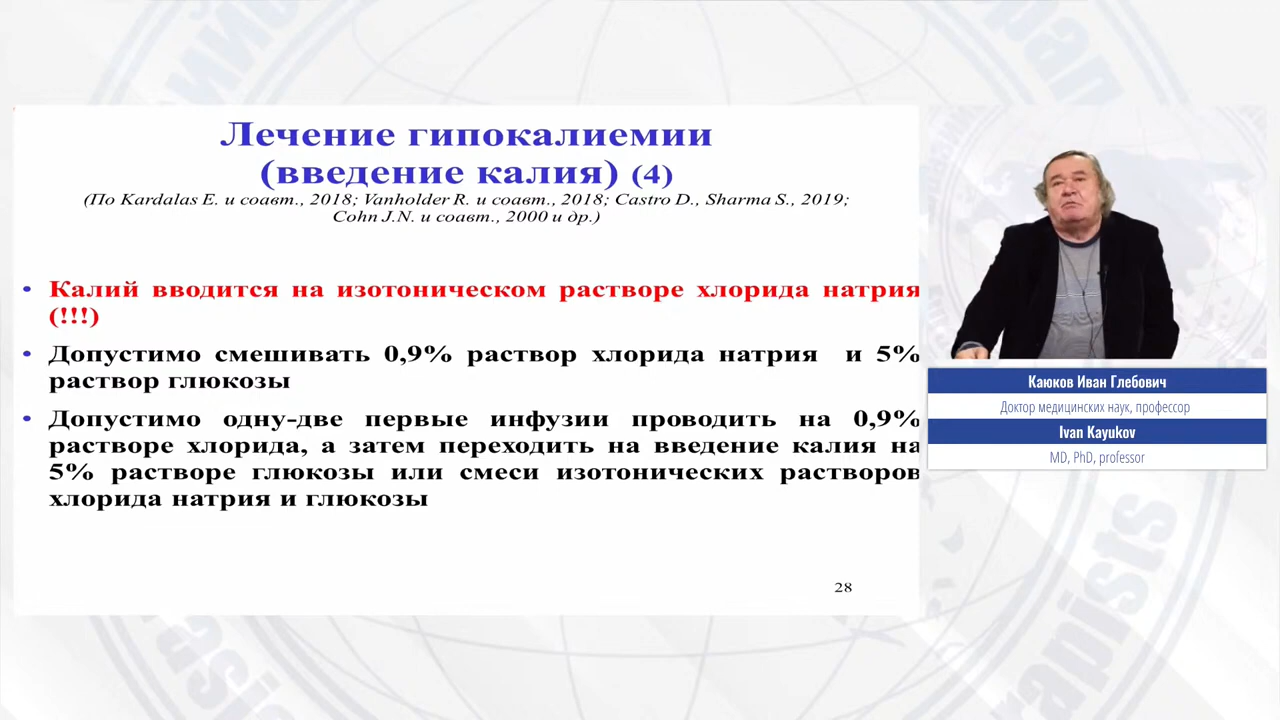 Лечение гипокалиемии
(введение калия) (4)
(По Kardalas E. и соавт., 2018; Vanholder R. и соавт., 2018; Castro D., Sharma S., 2019;
Cohn J.N. и соавт., 2000 и др.)
• Калий вводится на изотоническом растворе хлорида натрия
(!!!)
• Допустимо смешивать 0,9% раствор хлорида натрия и 5%
раствор глюкозы
• Допустимо одну-две первые инфузии проводить на 0,9%
растворе хлорида, а затем переходить на введение калия на
5% растворе глюкозы или смеси изотонических растворов
хлорида натрия и глюкозы
28
Каюков Иван Глебович
Доктор медицинских наук, профессор
Ivan Kayukov
MD, PhD, professor